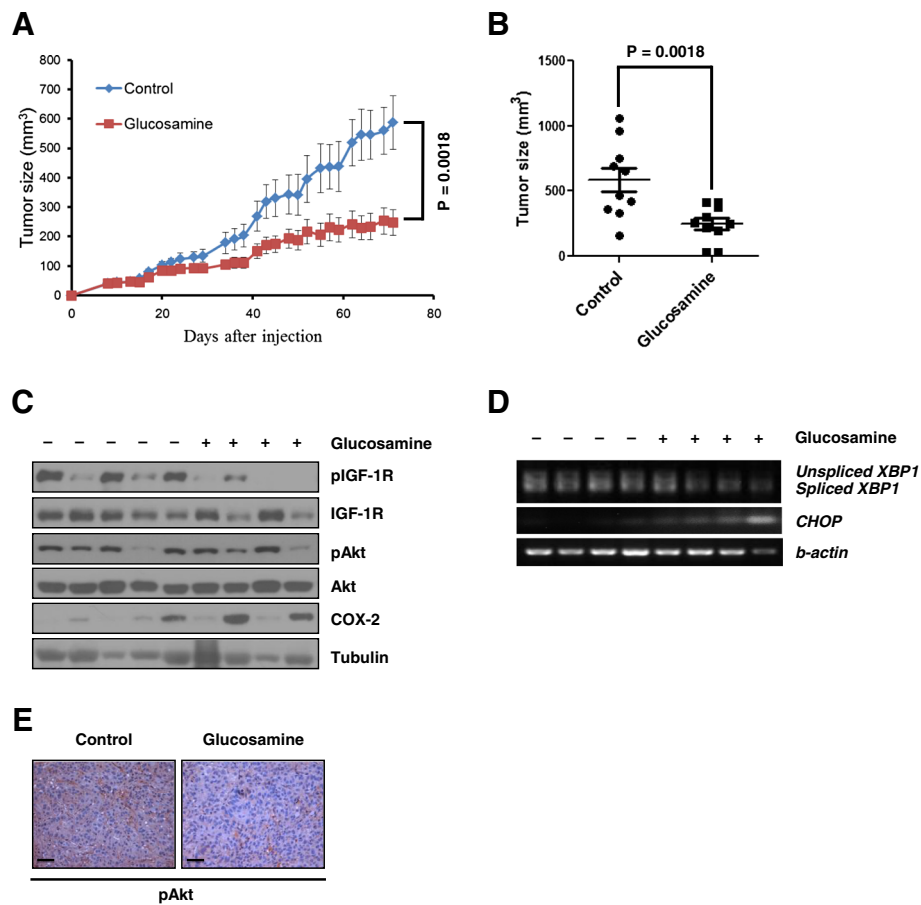 A
800
700
600
500
400
300
200
100
0
Tumor size (mm3)
Control
Glucosamine
P = 0.0018
0 20 40 60 80
Days after injection
B
P = 0.0018
1500
1000
500
0
Tumor size (mm3)
Control
Glucosamine
C
– – – – – + + + + Glucosamine
pIGF-1R
IGF-1R
pAkt
Akt
COX-2
Tubulin
D
– – – – + + + + Glucosamine
Unspliced XBP1
Spliced XBP1
CHOP
b-actin
E
Control Glucosamine
pAkt